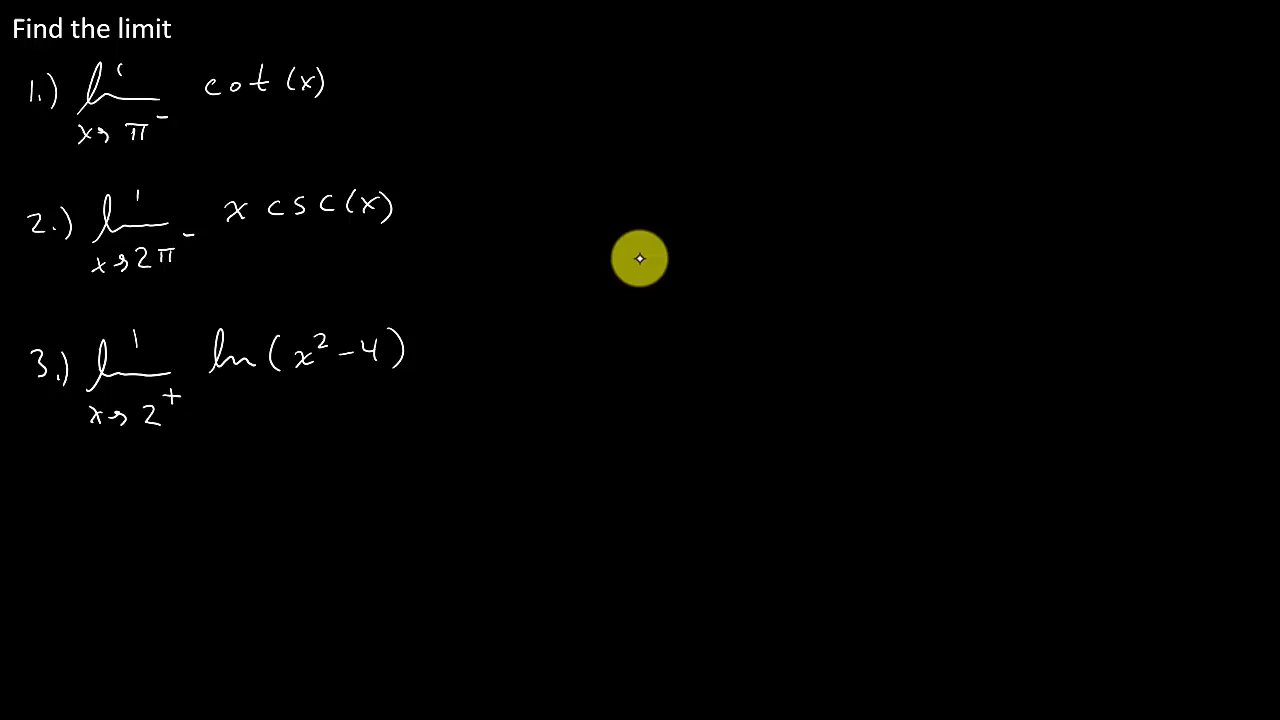 Find the limit
1.) lim x→π⁻ cot(x)
2.) lim x→2π⁻ x csc(x)
3.) lim x→2⁺ ln(x²-4)